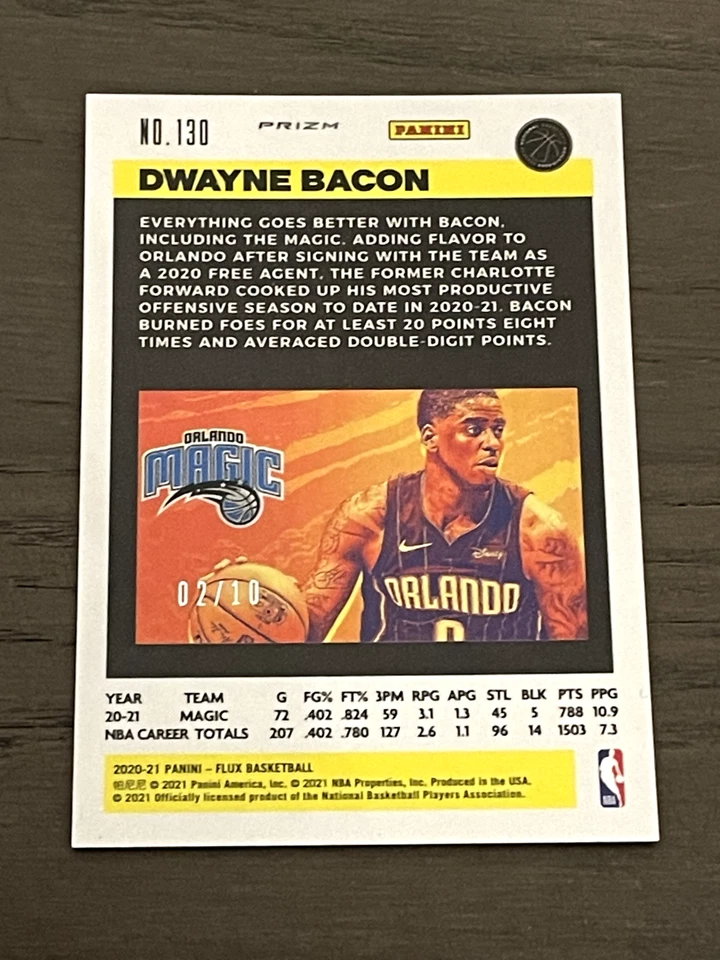 NO.130 PRIZM PANINI
DWAYNE BACON
EVERYTHING GOES BETTER WITH BACON,
INCLUDING THE MAGIC. ADDING FLAVOR TO
ORLANDO AFTER SIGNING WITH THE TEAM AS
A 2020 FREE AGENT, THE FORMER CHARLOTTE
FORWARD COOKED UP HIS MOST PRODUCTIVE
OFFENSIVE SEASON TO DATE IN 2020-21. BACON
BURNED FOES FOR AT LEAST 20 POINTS EIGHT
TIMES AND AVERAGED DOUBLE-DIGIT POINTS.
ORLANDO
MAGIC
Disney
02/10
ORLANDO
YEAR TEAM G FG% FT% 3PM RPG APG STL BLK PTS PPG
20-21 MAGIC 72 .402 .824 59 3.1 1.3 45 5 788 10.9
NBA CAREER TOTALS 207 .402 .780 127 2.6 1.1 96 14 1503 7.3
2020-21 PANINI – FLUX BASKETBALL
帕尼尼 © 2021 Panini America, Inc. © 2021 NBA Properties, Inc. Produced in the USA.
© 2021 Officially licensed product of the National Basketball Players Association.
NBA